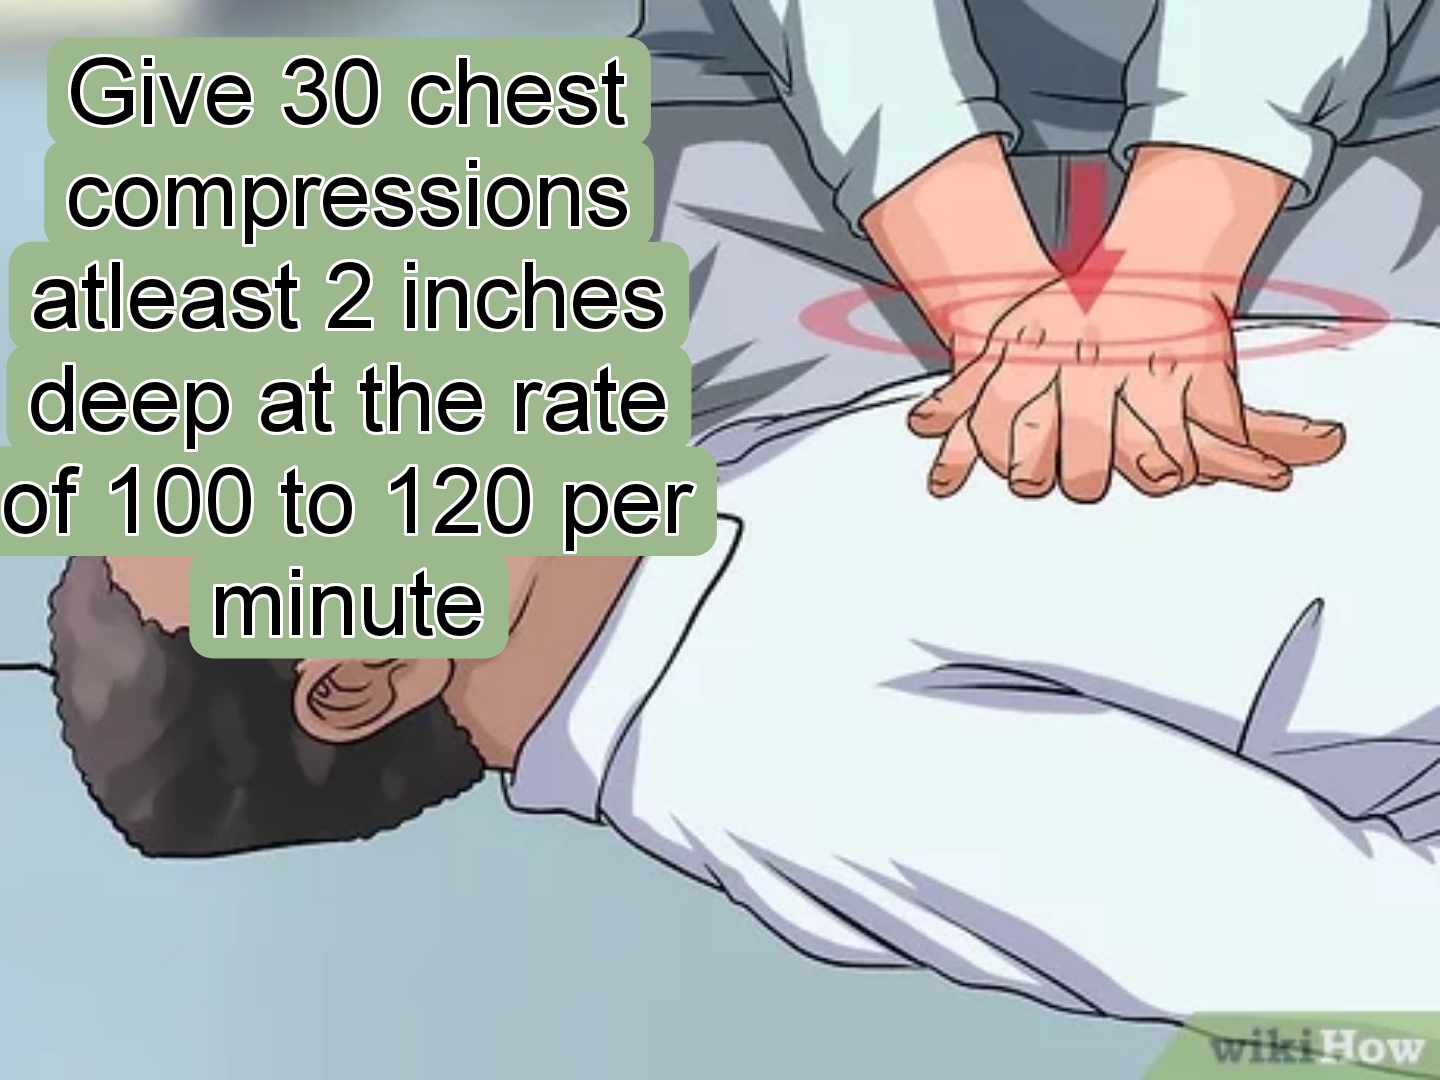 Give 30 chest
compressions
atleast 2 inches
deep at the rate
of 100 to 120 per
minute
wikiHow